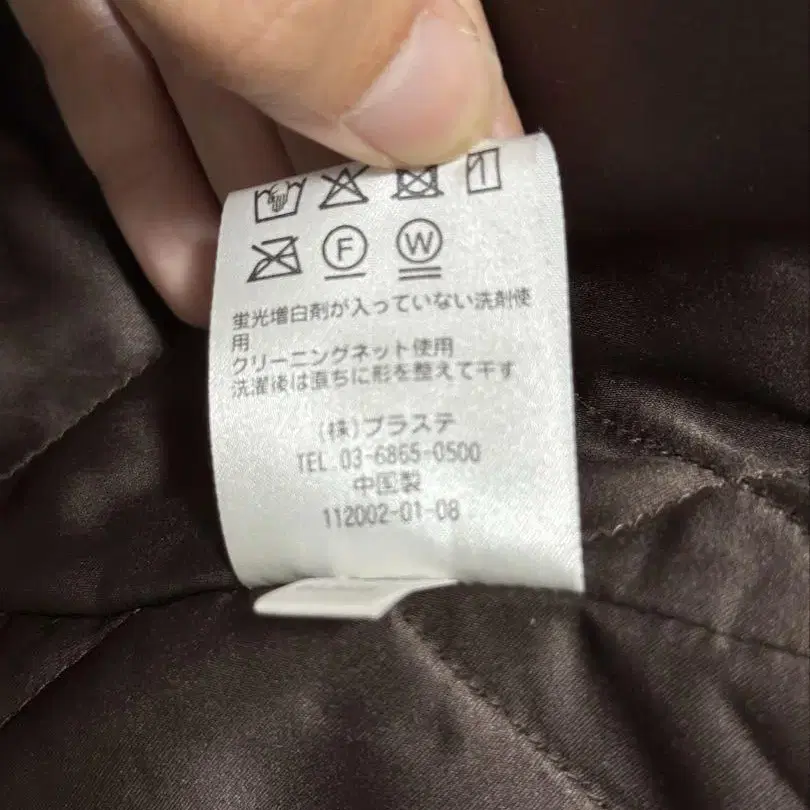 F W
蛍光増白剤が入っていない洗剤使
用
クリーニングネット使用
洗濯後は直ちに形を整えて干す
(株)プラステ
TEL 03-6865-0500
中国製
112002-01-08